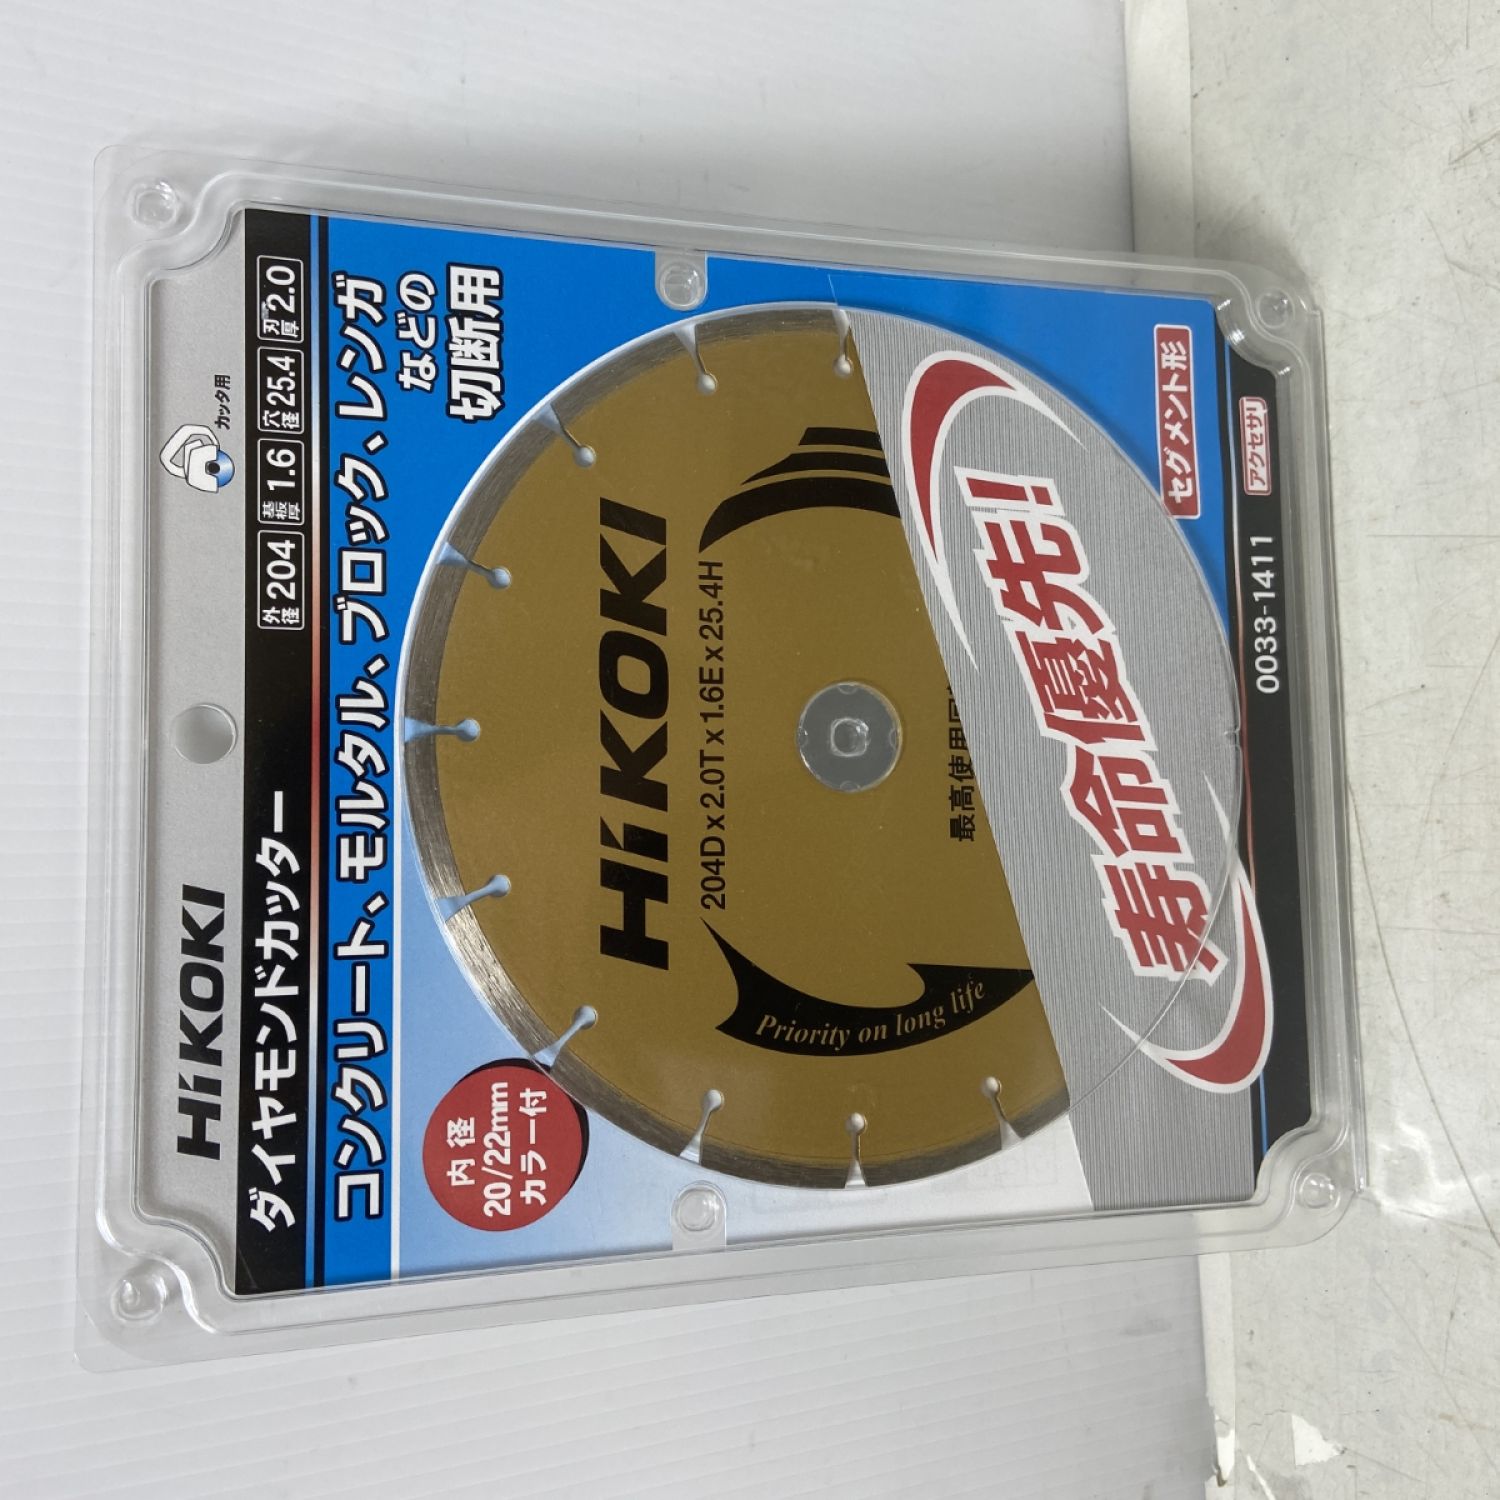 HiKOKI
カッタ用
ダイヤモンドカッター
外径 204 基板厚 1.6 穴径 25.4 刃厚 2.0
コンクリート、モルタル、ブロック、レンガ
などの
切断用
内径
20/22mm
カラー付
HiKOKI
204D x 2.0T x 1.6E x 25.4H
Priority on long life
最高使用回
寿命優先!
セグメント形
0033-1411
アクセサリ